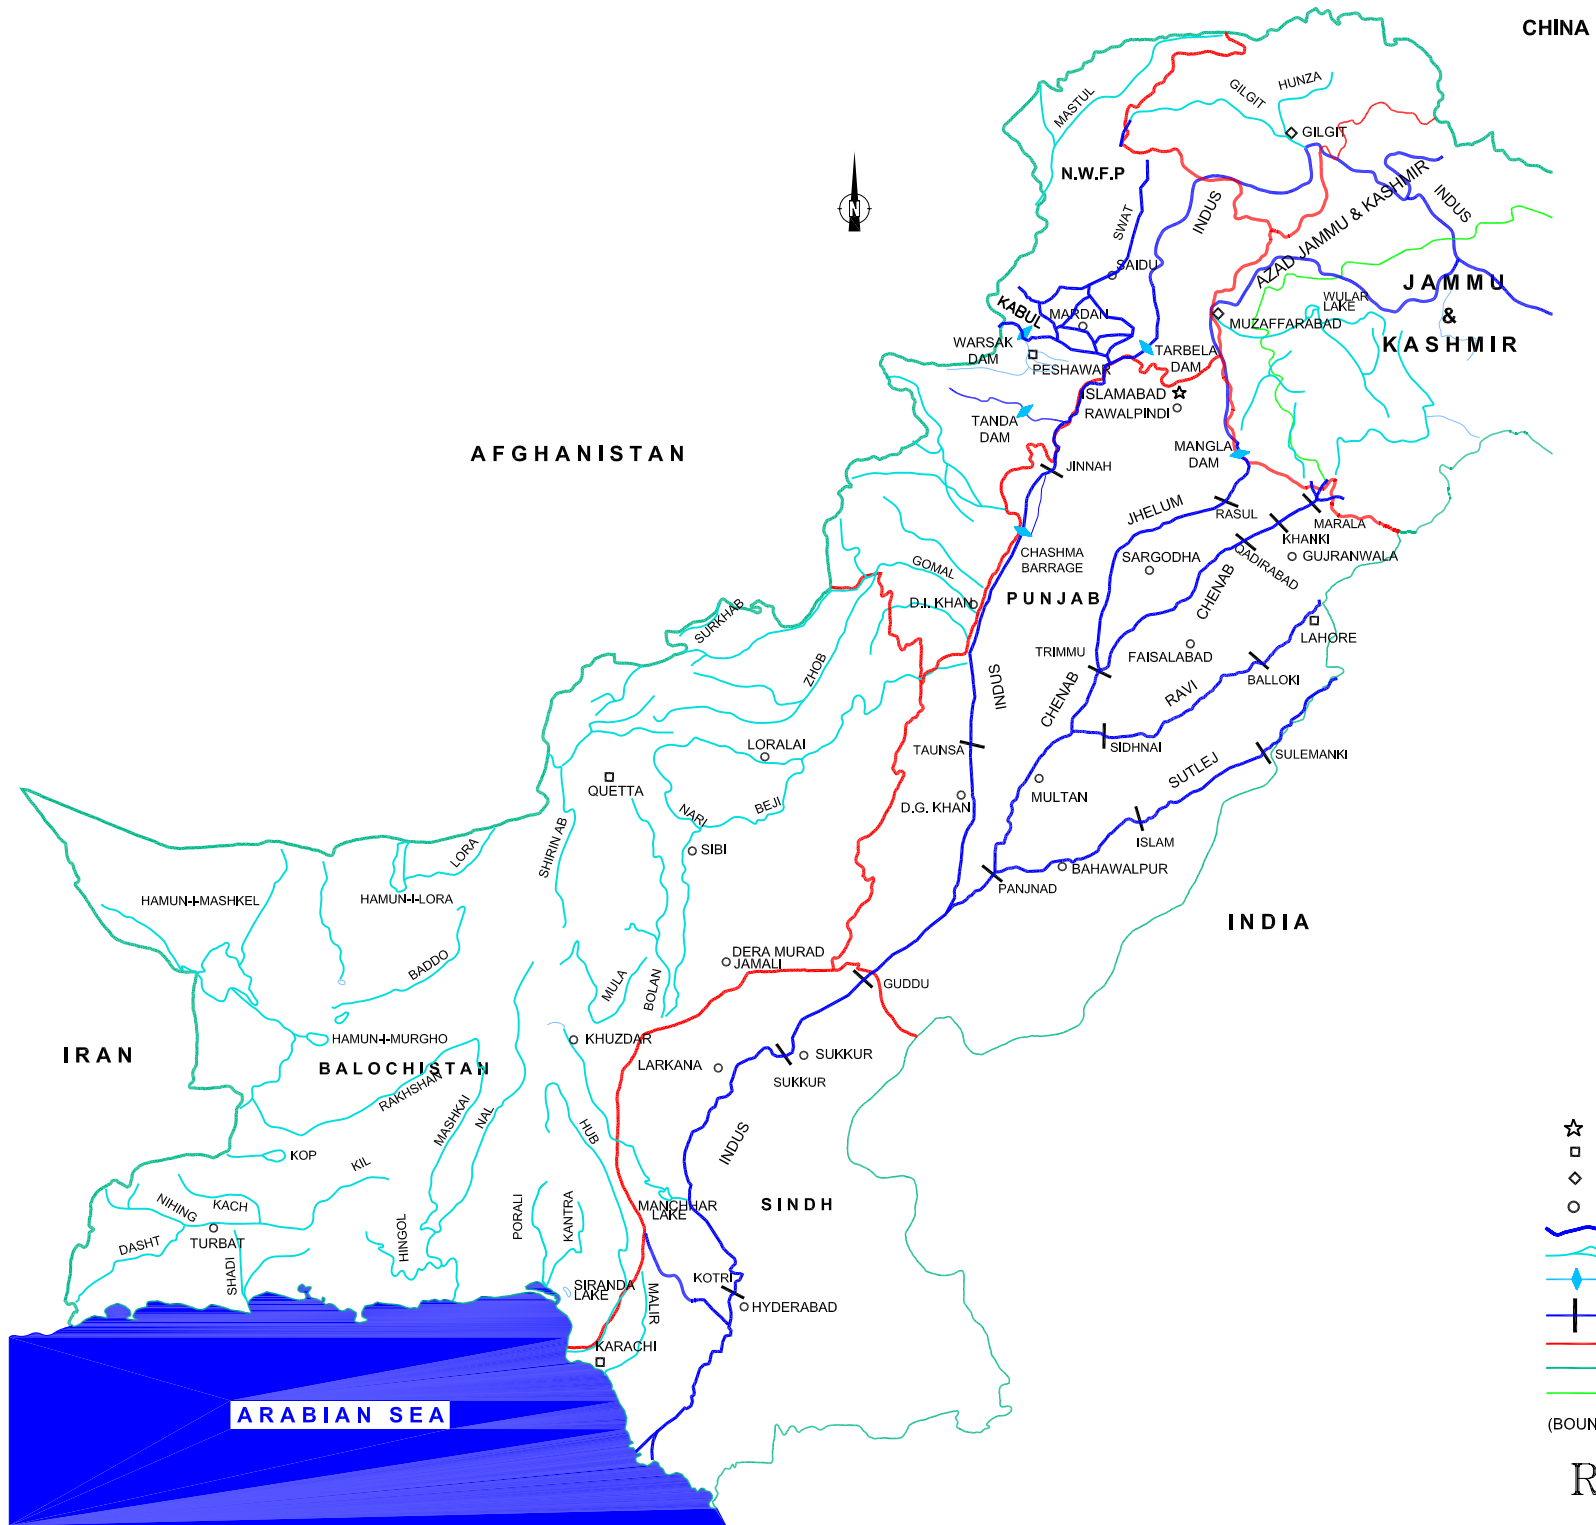 CHINA
HUNZA
GILGIT
MASTUL
GILGIT
N.W.F.P
INDUS
AZAD JAMMU & KASHMIR
INDUS
SWAT
SAIDU
JAMMU
&
KASHMIR
WULAR
LAKE
KABUL
MARDAN
MUZAFFARABAD
WARSAK
DAM
PESHAWAR
TARBELA
DAM
ISLAMABAD
RAWALPINDI
TANDA
DAM
AFGHANISTAN
MANGLA
DAM
JINNAH
JHELUM
RASUL
MARALA
KHANKI
QADIRABAD
GUJRANWALA
CHASHMA
BARRAGE
SARGODHA
GOMAL
D.I. KHAN
PUNJAB
CHENAB
SURKHAB
LAHORE
TRIMMU
FAISALABAD
ZHOB
INDUS
CHENAB
RAVI
BALLOKI
LORALAI
TAUNSA
SIDHNAI
SUTLEJ
SULEMANKI
QUETTA
D.G. KHAN
MULTAN
NARI
BEJI
SHIRIN AB
SIBI
ISLAM
LORA
BAHAWALPUR
PANJNAD
HAMUN-I-MASHKEL
HAMUN-I-LORA
INDIA
BADDO
DERA MURAD
JAMALI
MULA
BOLAN
GUDDU
HAMUN-I-MURGHO
KHUZDAR
IRAN
BALOCHISTAN
LARKANA
SUKKUR
SUKKUR
RAKHSHAN
MASHKAI
NAL
HUB
INDUS
KOP
KIL
NIHING
KACH
PORALI
KANTRA
MANCHHAR
LAKE
SINDH
DASHT
TURBAT
SHADI
HINGOL
SIRANDA
LAKE
MALIR
KOTRI
HYDERABAD
KARACHI
ARABIAN SEA
(BOUN
R